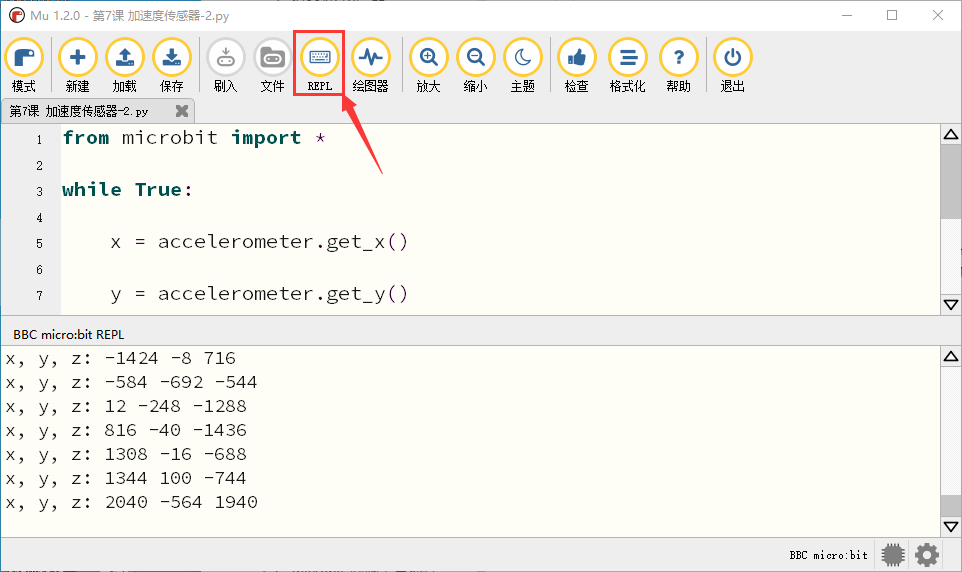 Mu 1.2.0 - 第7课 加速度传感器-2.py
模式 新建 加载 保存 刷入 文件 REPL 绘图器 放大 缩小 主题 检查 格式化 帮助 退出
第7课 加速度传感器-2.py
1 from microbit import *
2
3 while True:
4
5 x = accelerometer.get_x()
6
7 y = accelerometer.get_y()
BBC micro:bit REPL
x, y, z: -1424 -8 716
x, y, z: -584 -692 -544
x, y, z: 12 -248 -1288
x, y, z: 816 -40 -1436
x, y, z: 1308 -16 -688
x, y, z: 1344 100 -744
x, y, z: 2040 -564 1940
BBC micro:bit